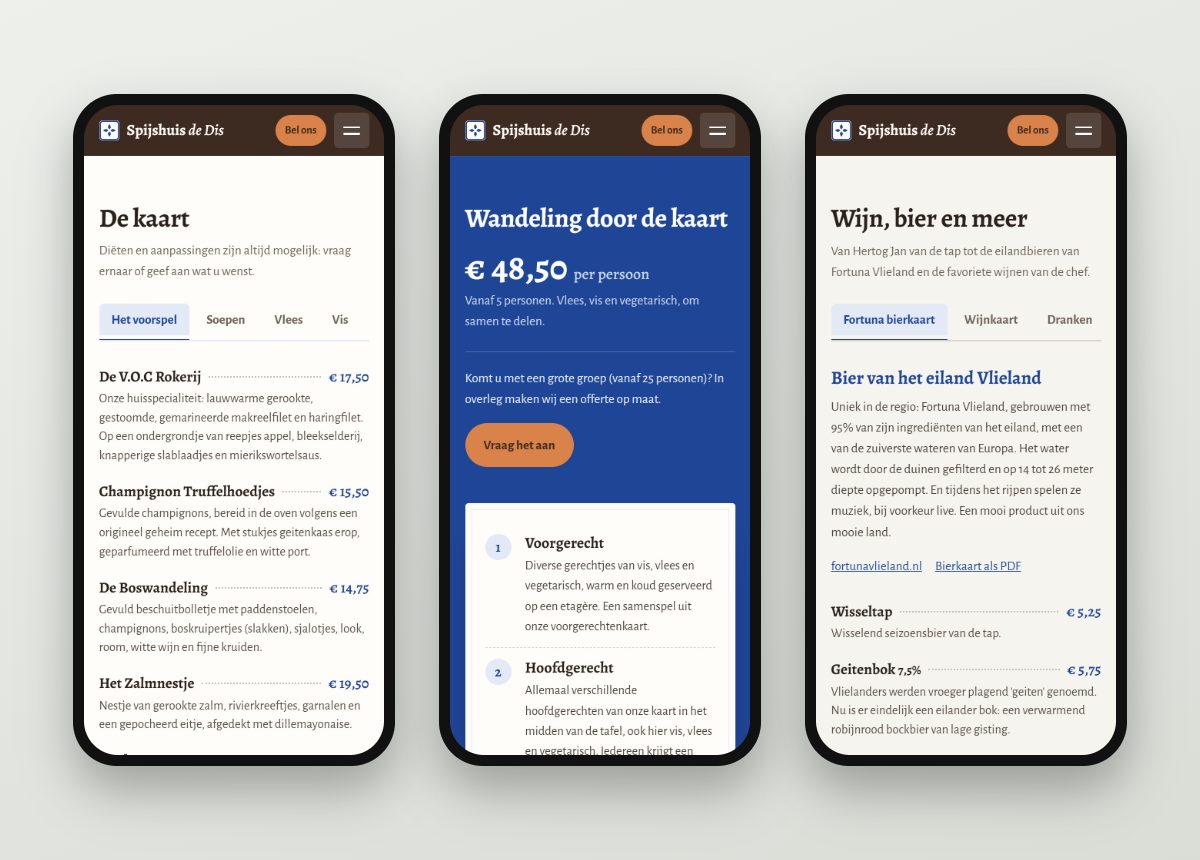 Spijshuis de Dis
Bel ons
De kaart
Diëten en aanpassingen zijn altijd mogelijk: vraag
ernaar of geef aan wat u wenst.
Het voorspel
Soepen
Vlees
Vis
De V.O.C Rokerij
€ 17,50
Onze huisspecialiteit: lauwwarme gerookte,
gestoomde, gemarineerde makreelfilet en haringfilet.
Op een ondergrondje van reepjes appel, bleekselderij,
knapperige slablaadjes en mierikswortelsaus.
Champignon Truffelhoedjes
€ 15,50
Gevulde champignons, bereid in de oven volgens een
origineel geheim recept. Met stukjes geitenkaas erop,
geparfumeerd met truffelolie en witte port.
De Boswandeling
€ 14,75
Gevuld beschuitbolletje met paddenstoelen,
champignons, boskruipertjes (slakken), sjalotjes, look,
room, witte wijn en fijne kruiden.
Het Zalmnestje
€ 19,50
Nestje van gerookte zalm, rivierkreeftjes, garnalen en
een gepocheerd eitje, afgedekt met dillemayonaise.
Spijshuis de Dis
Bel ons
Wandeling door de kaart
€ 48,50 per persoon
Vanaf 5 personen. Vlees, vis en vegetarisch, om
samen te delen.
Komt u met een grote groep (vanaf 25 personen)? In
overleg maken wij een offerte op maat.
Vraag het aan
1
Voorgerecht
Diverse gerechtjes van vis, vlees en
vegetarisch, warm en koud geserveerd
op een etagère. Een samenspel uit
onze voorgerechtenkaart.
2
Hoofdgerecht
Allemaal verschillende
hoofdgerechten van onze kaart in het
midden van de tafel, ook hier vis, vlees
en vegetarisch. Iedereen krijgt een
Spijshuis de Dis
Bel ons
Wijn, bier en meer
Van Hertog Jan van de tap tot de eilandbieren van
Fortuna Vlieland en de favoriete wijnen van de chef.
Fortuna bierkaart
Wijnkaart
Dranken
Bier van het eiland Vlieland
Uniek in de regio: Fortuna Vlieland, gebrouwen met
95% van zijn ingrediënten van het eiland, met een
van de zuiverste wateren van Europa. Het water
wordt door de duinen gefilterd en op 14 tot 26 meter
diepte opgepompt. En tijdens het rijpen spelen ze
muziek, bij voorkeur live. Een mooi product uit ons
mooie land.
fortunavlieland.nl
Bierkaart als PDF
Wisseltap
€ 5,25
Wisselend seizoensbier van de tap.
Geitenbok 7,5%
€ 5,75
Vlielanders werden vroeger plagend 'geiten' genoemd.
Nu is er eindelijk een eilander bok: een verwarmend
robijnrood bockbier van lage gisting.